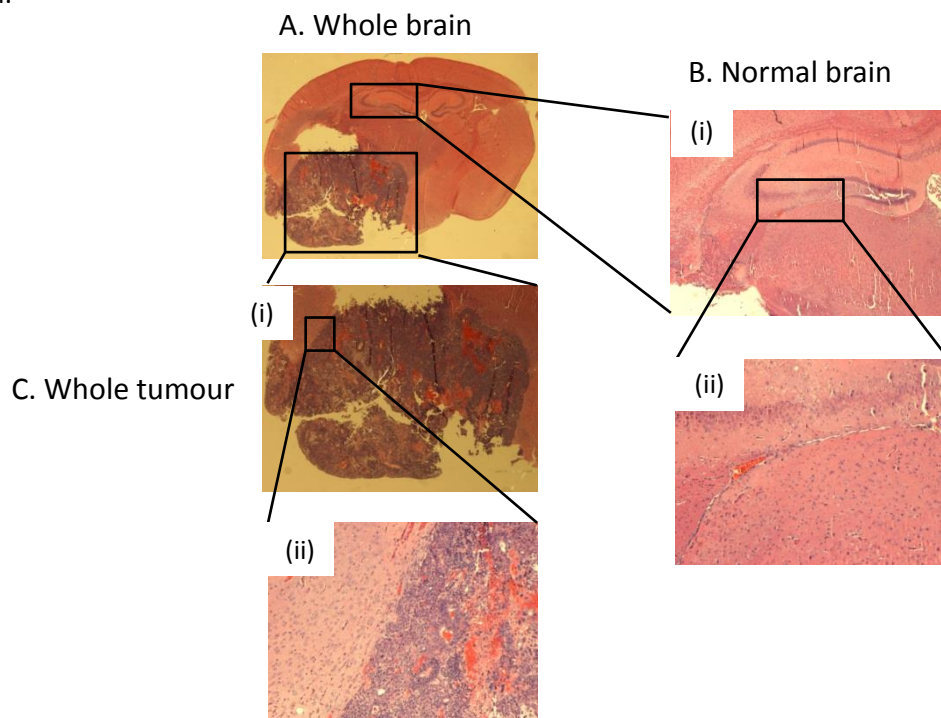 A. Whole brain
B. Normal brain
(i)
(i)
C. Whole tumour
(ii)
(ii)